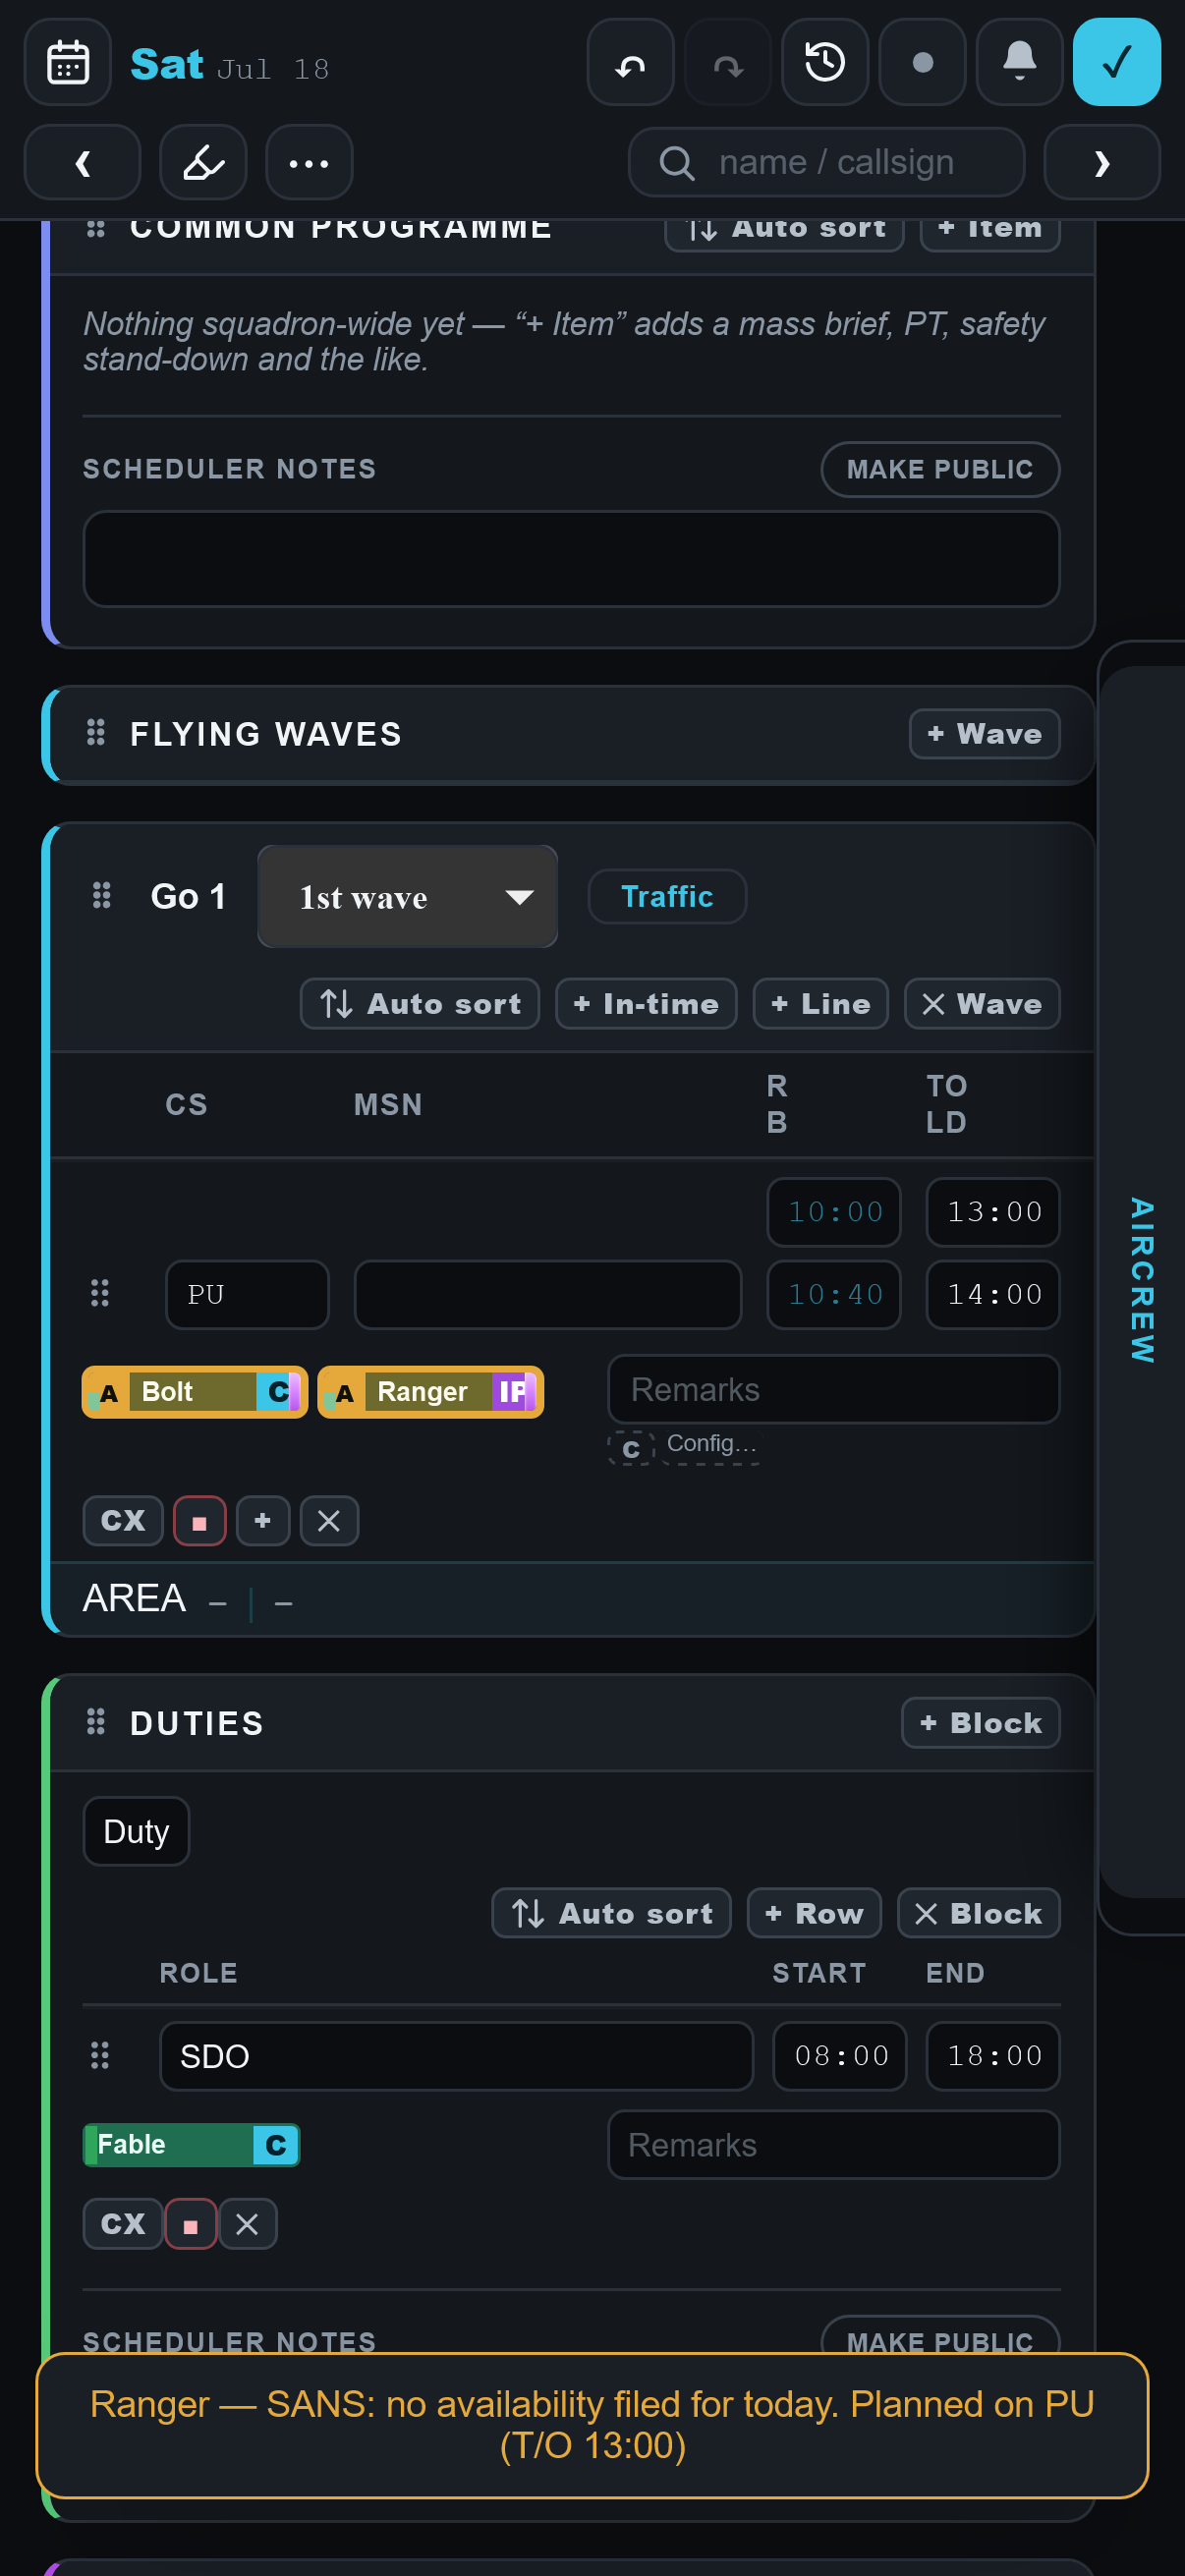 Sat Jul 18
name / callsign
COMMON PROGRAMME Auto sort + Item
Nothing squadron-wide yet — “+ Item” adds a mass brief, PT, safety
stand-down and the like.
SCHEDULER NOTES MAKE PUBLIC
FLYING WAVES + Wave
Go 1 1st wave Traffic
Auto sort + In-time + Line × Wave
CS MSN R TO
B LD
10:00 13:00
PU 10:40 14:00
A Bolt C A Ranger IP Remarks
C Config...
CX + ×
AREA – | –
AIRCREW
DUTIES + Block
Duty
Auto sort + Row × Block
ROLE START END
SDO 08:00 18:00
Fable C Remarks
CX ×
SCHEDULER NOTES MAKE PUBLIC
Ranger — SANS: no availability filed for today. Planned on PU
(T/O 13:00)